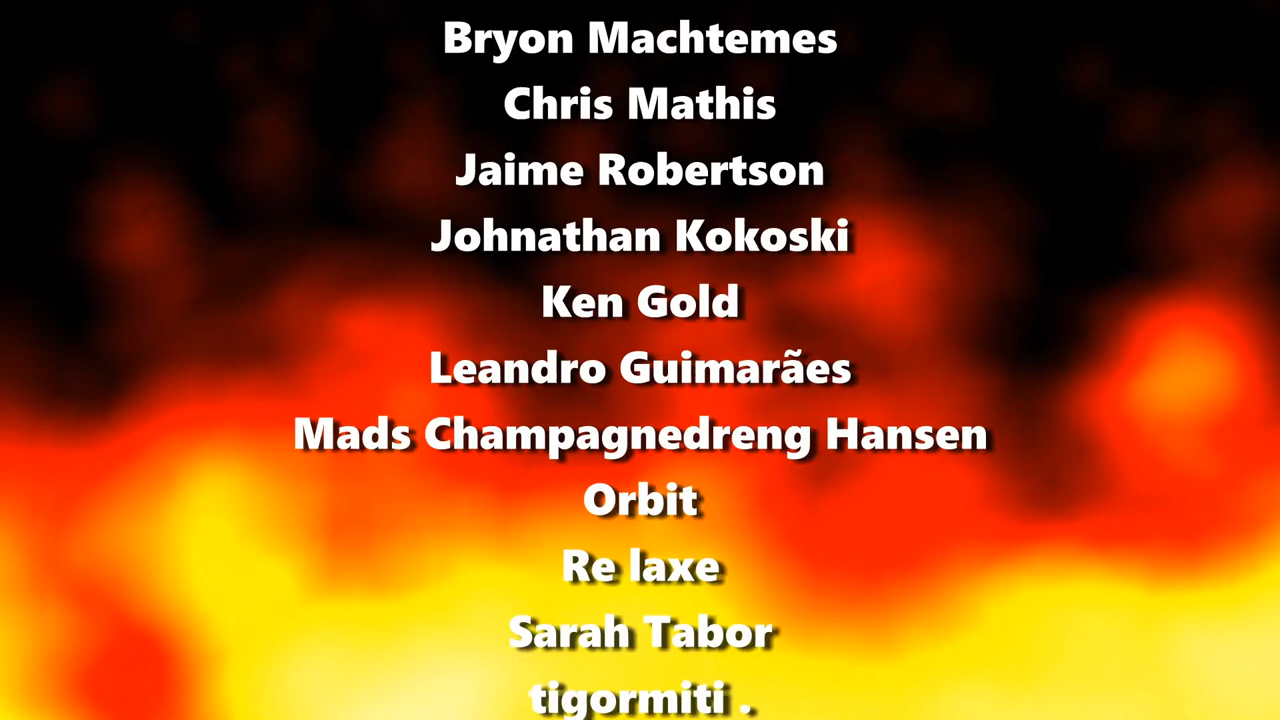 Bryon Machtemes
Chris Mathis
Jaime Robertson
Johnathan Kokoski
Ken Gold
Leandro Guimarães
Mads Champagnedreng Hansen
Orbit
Re laxe
Sarah Tabor
tigormiti .